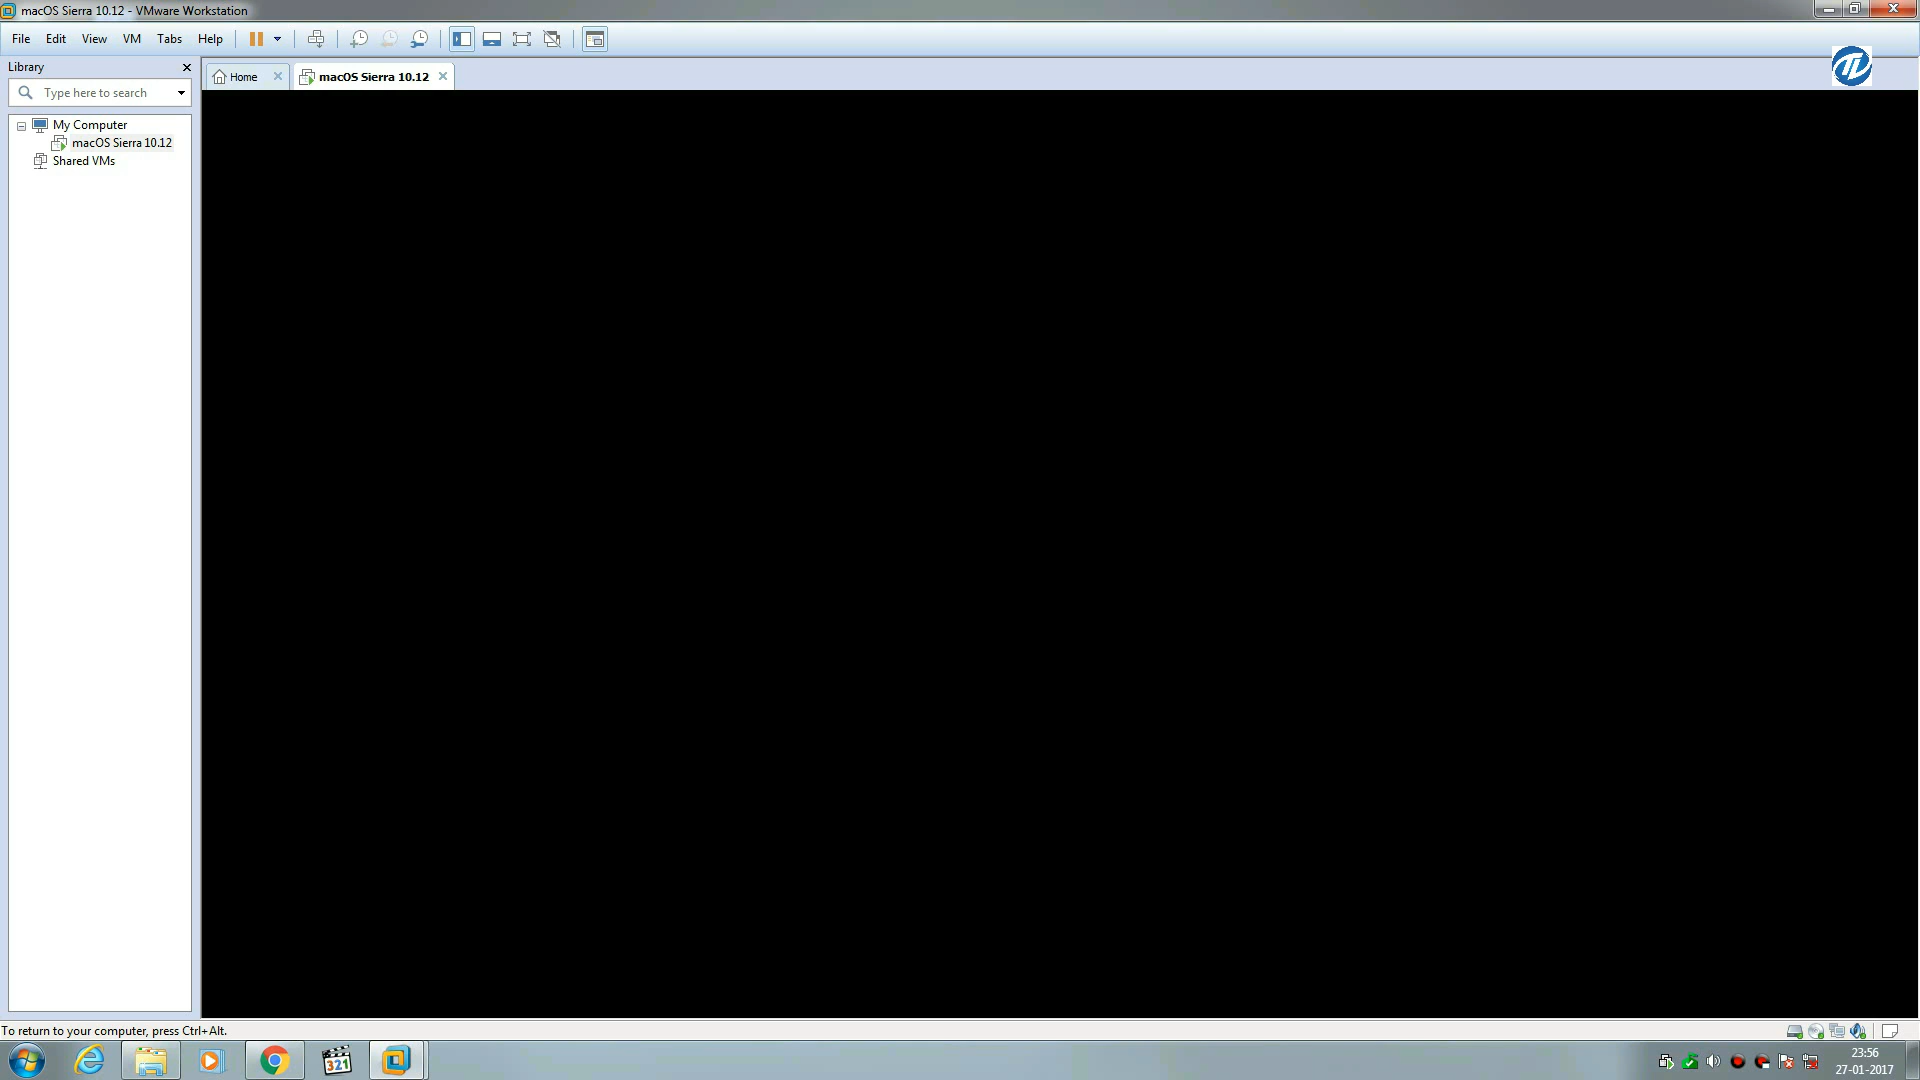 macOS Sierra 10.12 - VMware Workstation
File Edit View VM Tabs Help
Library
Home
macOS Sierra 10.12
Type here to search
My Computer
macOS Sierra 10.12
Shared VMs
To return to your computer, press Ctrl+Alt.
321
23:56
27-01-2017